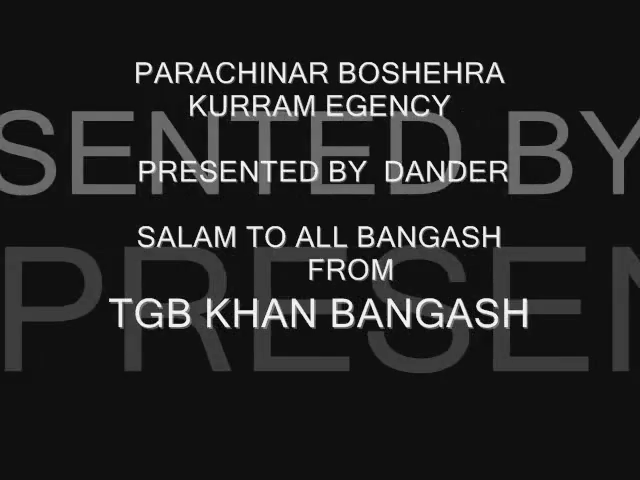 PARACHINAR BOSHEHRA
KURRAM EGENCY
SENTED BY
PRESENTED BY DANDER
SALAM TO ALL BANGASH
FROM
PRESEN
TGB KHAN BANGASH